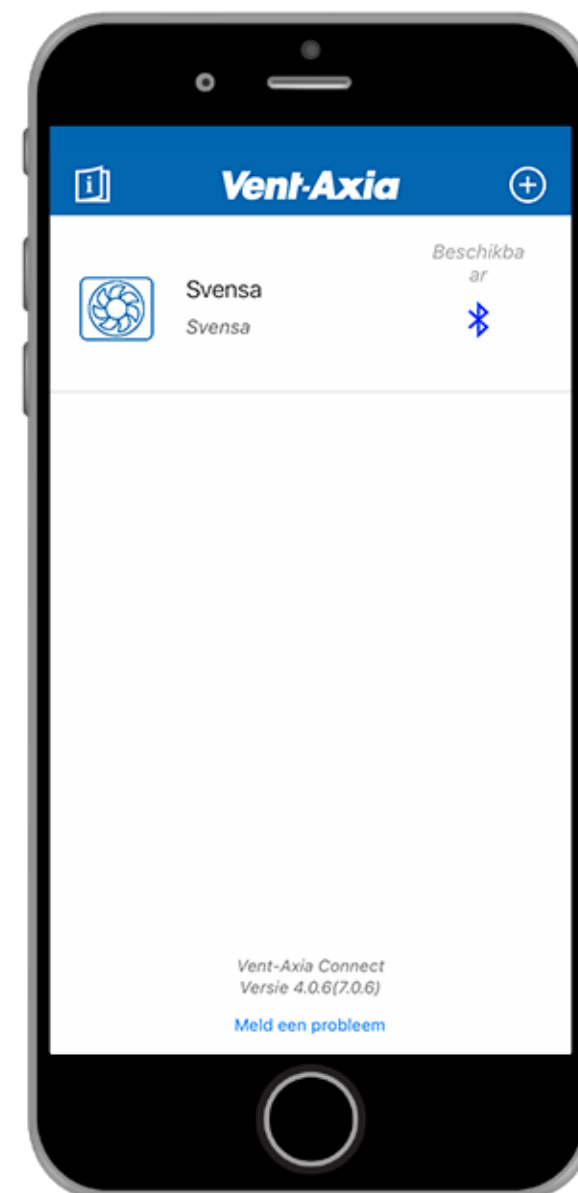 Vent-Axia
Beschikba
ar
Svensa
Svensa
Vent-Axia Connect
Versie 4.0.6(7.0.6)
Meld een probleem